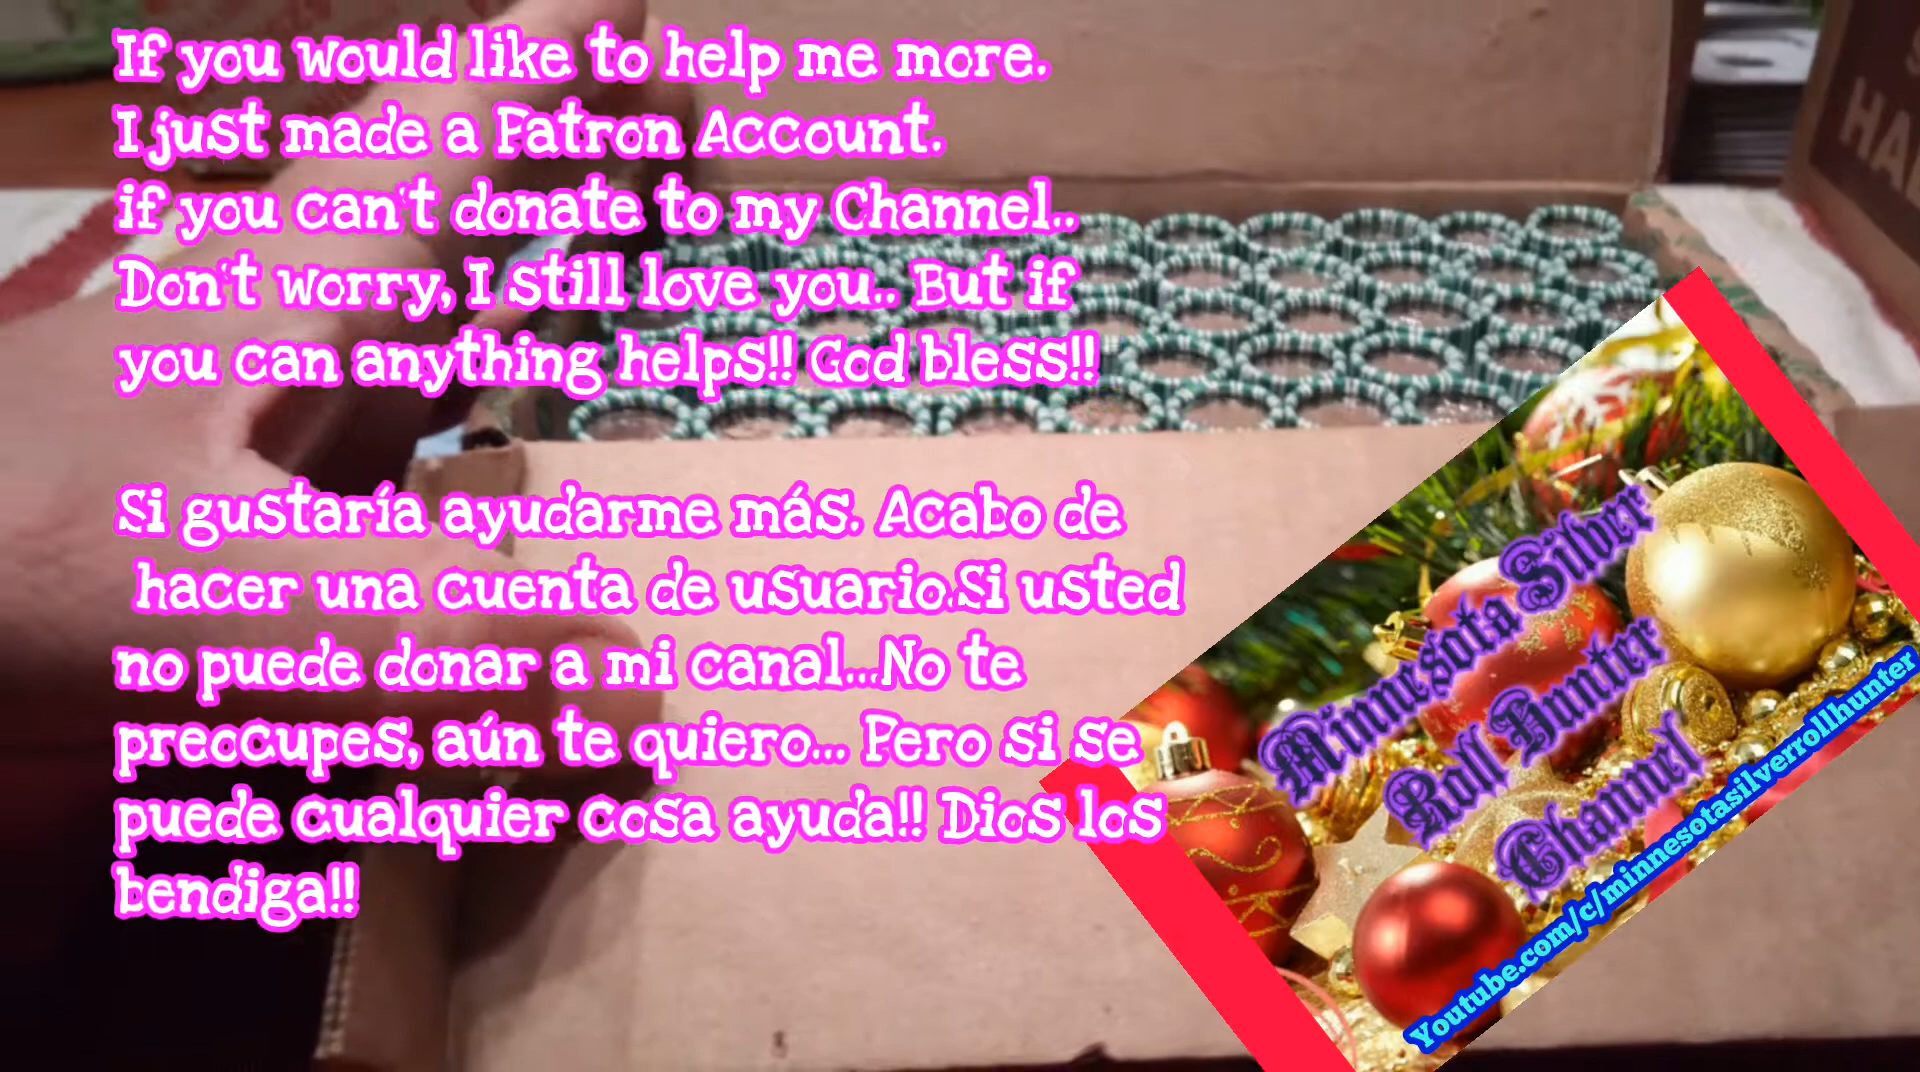 If you would like to help me more.
I just made a Patron Account.
if you can't donate to my Channel..
Don't worry, I still love you.. But if
you can anything helps!! God bless!!
Si gustaría ayudarme más. Acabo de
hacer una cuenta de usuario.Si usted
no puede donar a mi canal...No te
preocupes, aún te quiero... Pero si se
puede cualquier cosa ayuda!! Dios los
bendiga!!
Minnesota Silver
Roll Hunter
Channel
Youtube.com/c/minnesotasilverrollhunter